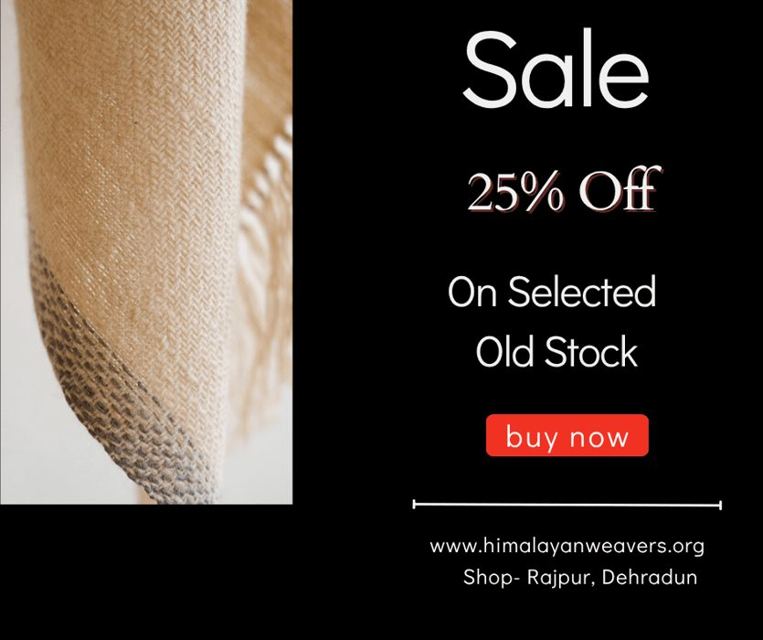 Sale
25% Off
On Selected
Old Stock
buy now
www.himalayanweavers.org
Shop- Rajpur, Dehradun